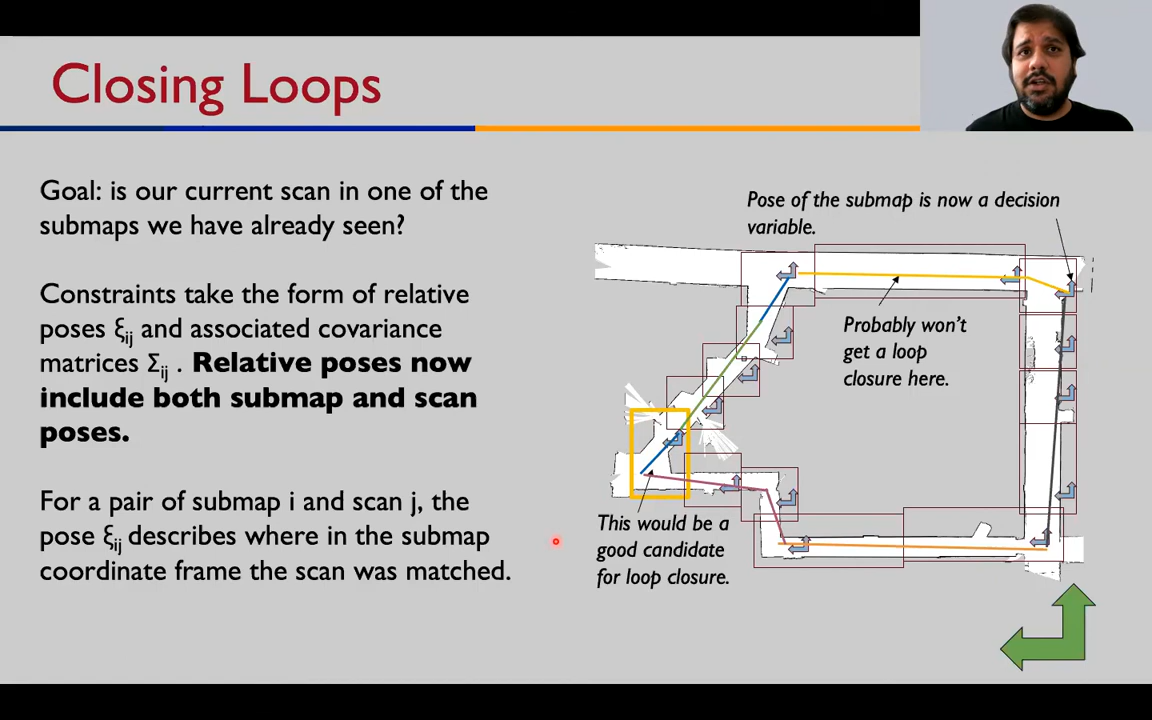 Closing Loops
Goal: is our current scan in one of the
submaps we have already seen?
Constraints take the form of relative
poses ξij and associated covariance
matrices Σij . Relative poses now
include both submap and scan
poses.
For a pair of submap i and scan j, the
pose ξij describes where in the submap
coordinate frame the scan was matched.
Pose of the submap is now a decision
variable.
Probably won't
get a loop
closure here.
This would be a
good candidate
for loop closure.